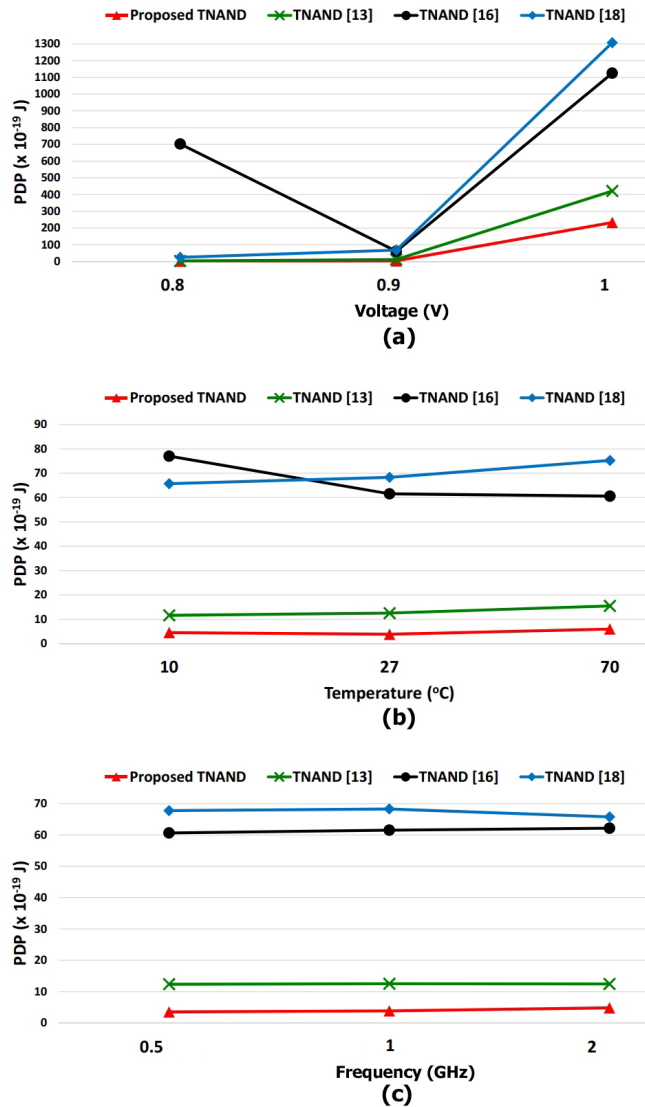 Proposed TNAND TNAND [13] TNAND [16] TNAND [18]
1300
1200
1100
1000
900
800
700
600
500
400
300
200
100
0
PDP (x 10⁻¹⁹ J)
0.8 0.9 1
Voltage (V)
(a)
Proposed TNAND TNAND [13] TNAND [16] TNAND [18]
90
80
70
60
50
40
30
20
10
0
PDP (x 10⁻¹⁹ J)
10 27 70
Temperature (ᵒC)
(b)
Proposed TNAND TNAND [13] TNAND [16] TNAND [18]
70
60
50
40
30
20
10
0
PDP (x 10⁻¹⁹ J)
0.5 1 2
Frequency (GHz)
(c)